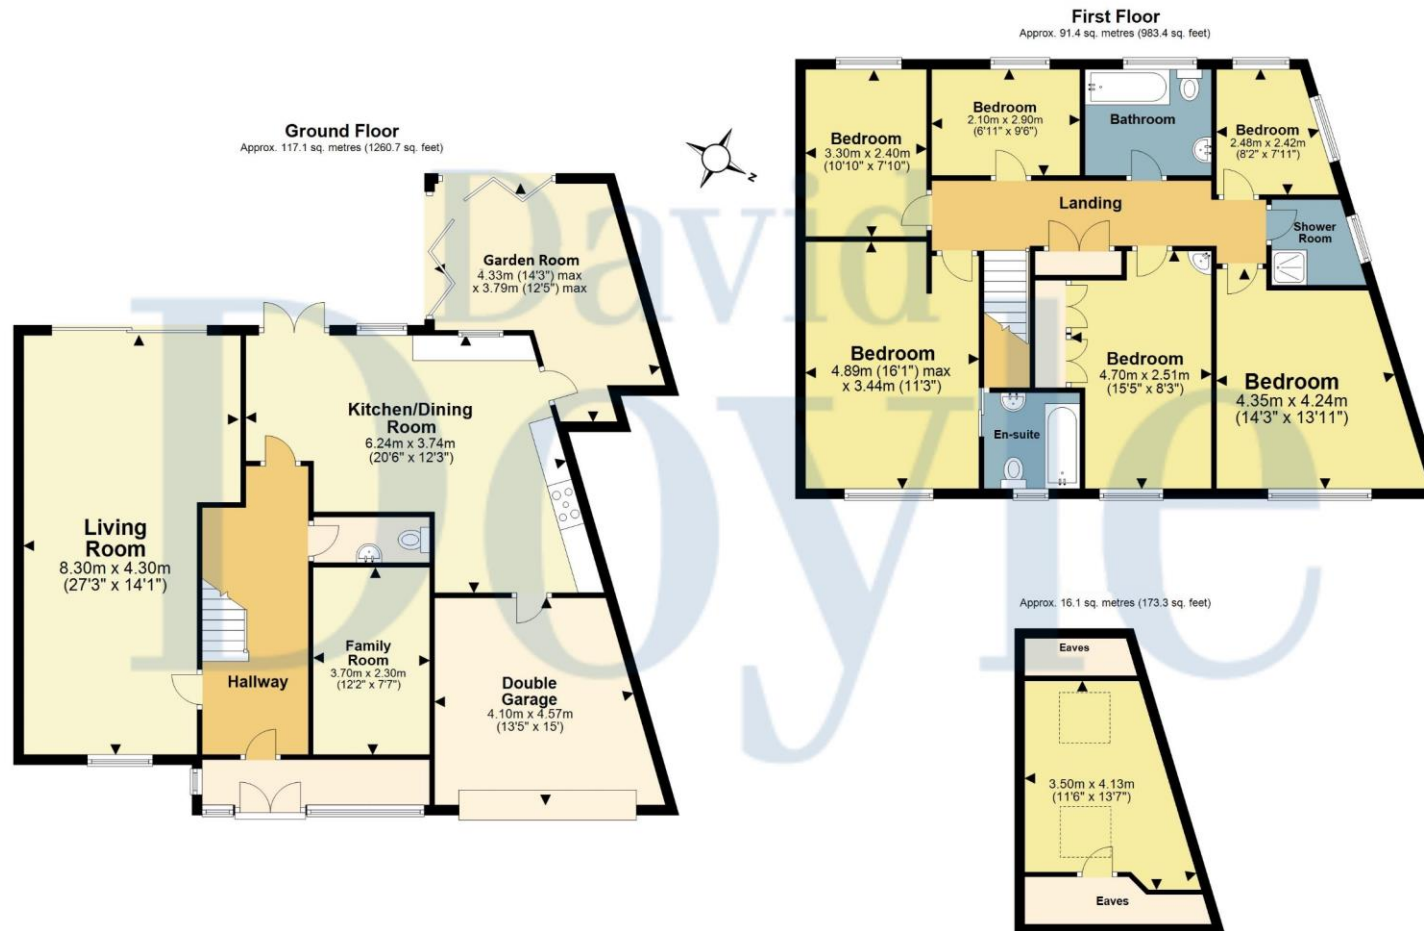 Ground Floor
Approx. 117.1 sq. metres (1260.7 sq. feet)
Garden Room
4.33m (14'3") max
x 3.79m (12'5") max
Kitchen/Dining
Room
6.24m x 3.74m
(20'6" x 12'3")
Living
Room
8.30m x 4.30m
(27'3" x 14'1")
Hallway
Family
Room
3.70m x 2.30m
(12'2" x 7'7")
Double
Garage
4.10m x 4.57m
(13'5" x 15')
N
First Floor
Approx. 91.4 sq. metres (983.4 sq. feet)
Bedroom
3.30m x 2.40m
(10'10" x 7'10")
Bedroom
2.10m x 2.90m
(6'11" x 9'6")
Bathroom
Bedroom
2.48m x 2.42m
(8'2" x 7'11")
Landing
Shower
Room
Bedroom
4.89m (16'1") max
x 3.44m (11'3")
En-suite
Bedroom
4.70m x 2.51m
(15'5" x 8'3")
Bedroom
4.35m x 4.24m
(14'3" x 13'11")
Approx. 16.1 sq. metres (173.3 sq. feet)
Eaves
3.50m x 4.13m
(11'6" x 13'7")
Eaves
David
Doyle